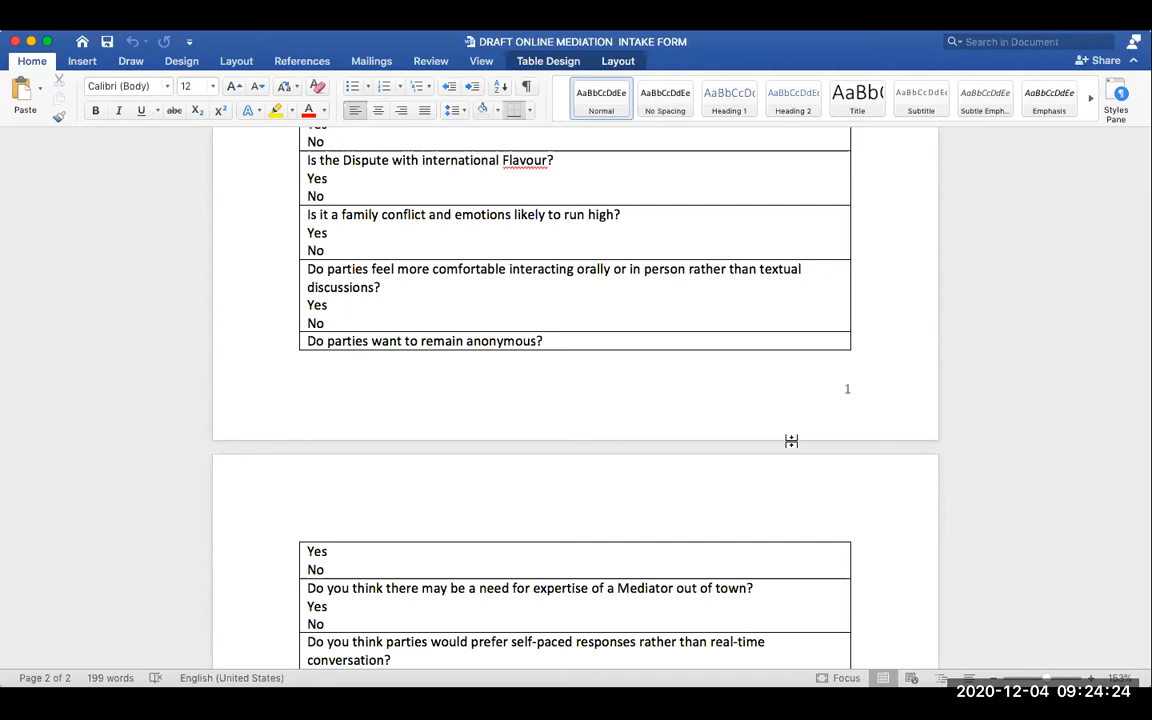 DRAFT ONLINE MEDIATION INTAKE FORM
Search in Document
Home Insert Draw Design Layout References Mailings Review View Table Design Layout
Share
Paste
Calibri (Body) 12
B I U abc X₂ X²
AaBbCcDdEe AaBbCcDdEe AaBbCcDc AaBbCcDdEe AaBb( AaBbCcDdEe AaBbCcDdEe AaBbCcDdEe
Normal No Spacing Heading 1 Heading 2 Title Subtitle Subtle Emph... Emphasis
Styles
Pane
Yes
No
Is the Dispute with international Flavour?
Yes
No
Is it a family conflict and emotions likely to run high?
Yes
No
Do parties feel more comfortable interacting orally or in person rather than textual
discussions?
Yes
No
Do parties want to remain anonymous?
1
Yes
No
Do you think there may be a need for expertise of a Mediator out of town?
Yes
No
Do you think parties would prefer self-paced responses rather than real-time
conversation?
Page 2 of 2 199 words English (United States) Focus 153%
2020-12-04 09:24:24